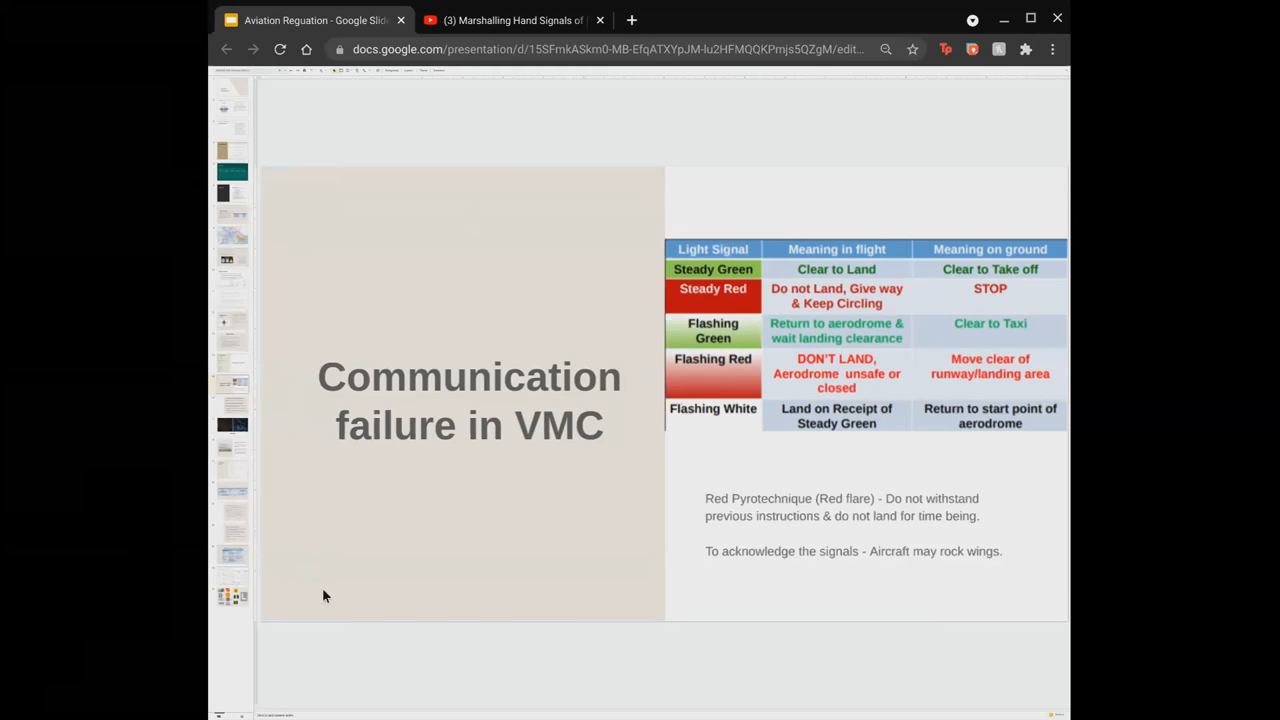 Aviation Reguation - Google Slide
(3) Marshalling Hand Signals of
docs.google.com/presentation/d/15SFmkASkm0-MB-EfqATXYpJM-lu2HFMQQKPmjs5QZgM/edit...
Communication
failure in VMC
Light Signal Meaning in flight Meaning on ground
Steady Green Clear to Land Clear to Take off
Steady Red Do not Land, Give way STOP
& Keep Circling
Flashing Return to aerodrome & Clear to Taxi
Green wait landing clearance
Flashing Red DON'T LAND, Move clear of
Aerodrome unsafe or runway/landing area
closed
Flashing White Land on Receipt of Return to start point of
Steady Green aerodrome
Red Pyrotechnique (Red flare) - Do not withstand
previous instructions & do not land for time being.
To acknowledge the signals - Aircraft may rock wings.